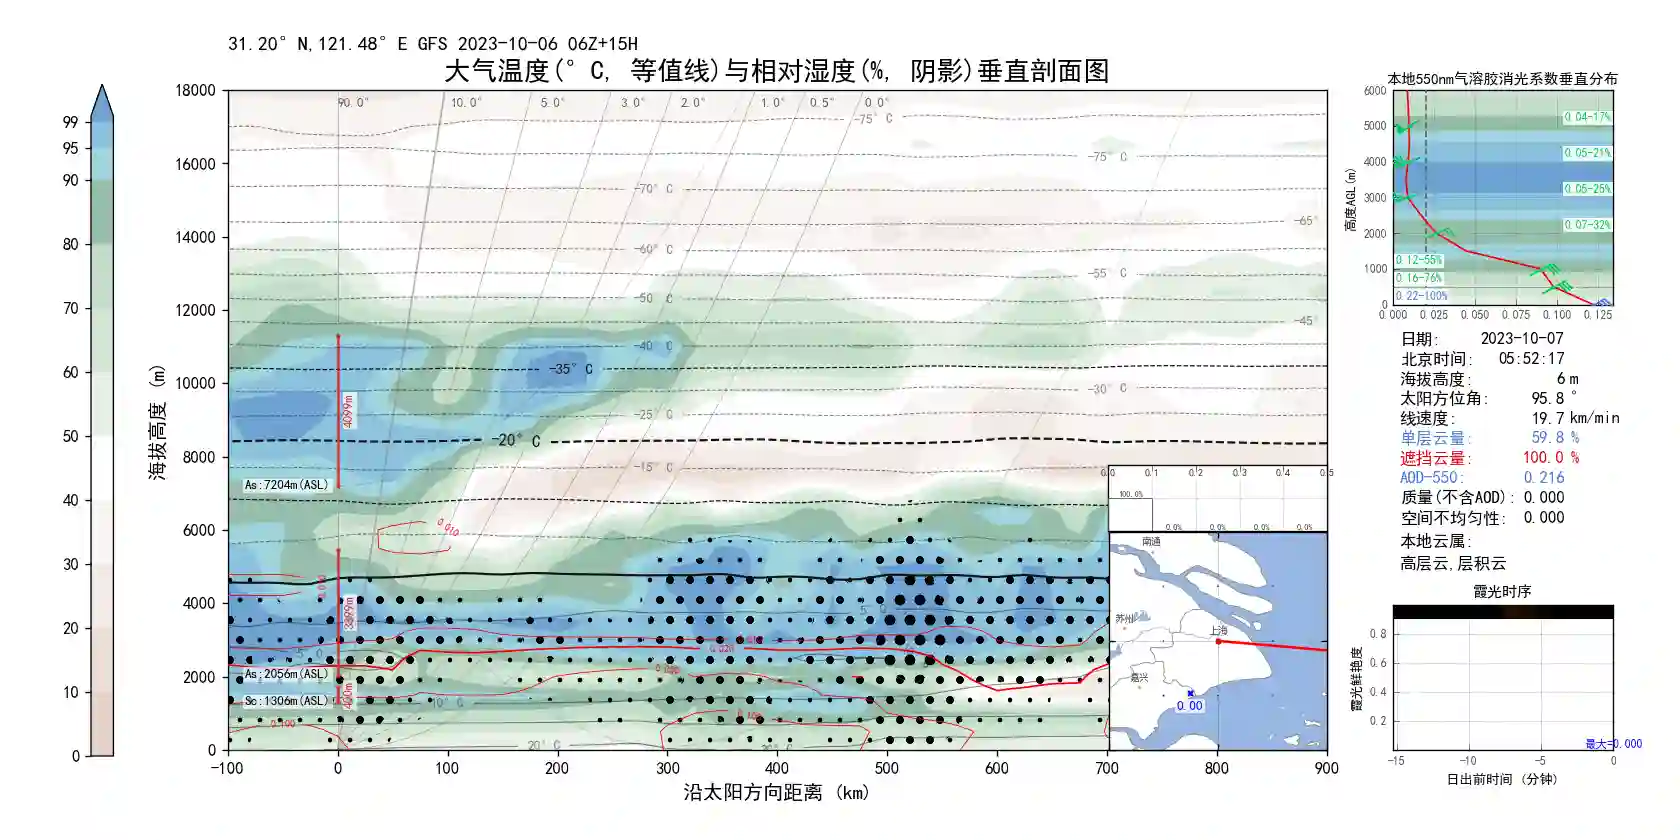 31.20° N,121.48° E GFS 2023-10-06 06Z+15H
大气温度(° C, 等值线)与相对湿度(%, 阴影)垂直剖面图
99
95
90
80
70
60
50
40
30
20
10
0
海拔高度 (m)
18000
16000
14000
12000
10000
8000
6000
4000
2000
0
90.0° 10.0° 5.0° 3.0° 2.0° 1.0° 0.5° 0.0°
-75° C
-75° C
-70° C
-65°
-60° C
-55° C
-50° C
-45°
-40° C
-35° C
-30° C
-25° C
-20° C
-15° C
4099m
As:7204m(ASL)
0.010
3399m
As:2056m(ASL)
400m
Sc:1306m(ASL)
0.020
0.100
0.100
0.100
10° C
20° C
20° C
-100 0 100 200 300 400 500 600 700 800 900
沿太阳方向距离 (km)
0.0 0.1 0.2 0.3 0.4 0.5
100.0%
0.0% 0.0% 0.0% 0.0%
南通
苏州
上海
嘉兴
0.00
本地550nm气溶胶消光系数垂直分布
高度AGL(m)
6000
5000
4000
3000
2000
1000
0
0.04-17%
0.05-21%
0.05-25%
0.07-32%
0.12-55%
0.16-76%
0.22-100%
0.000 0.025 0.050 0.075 0.100 0.125
日期: 2023-10-07
北京时间: 05:52:17
海拔高度: 6 m
太阳方位角: 95.8 °
线速度: 19.7 km/min
单层云量: 59.8 %
遮挡云量: 100.0 %
AOD-550: 0.216
质量(不含AOD): 0.000
空间不均匀性: 0.000
本地云属:
高层云,层积云
霞光时序
霞光鲜艳度
0.8
0.6
0.4
0.2
最大=0.000
-15 -10 -5 0
日出前时间 (分钟)